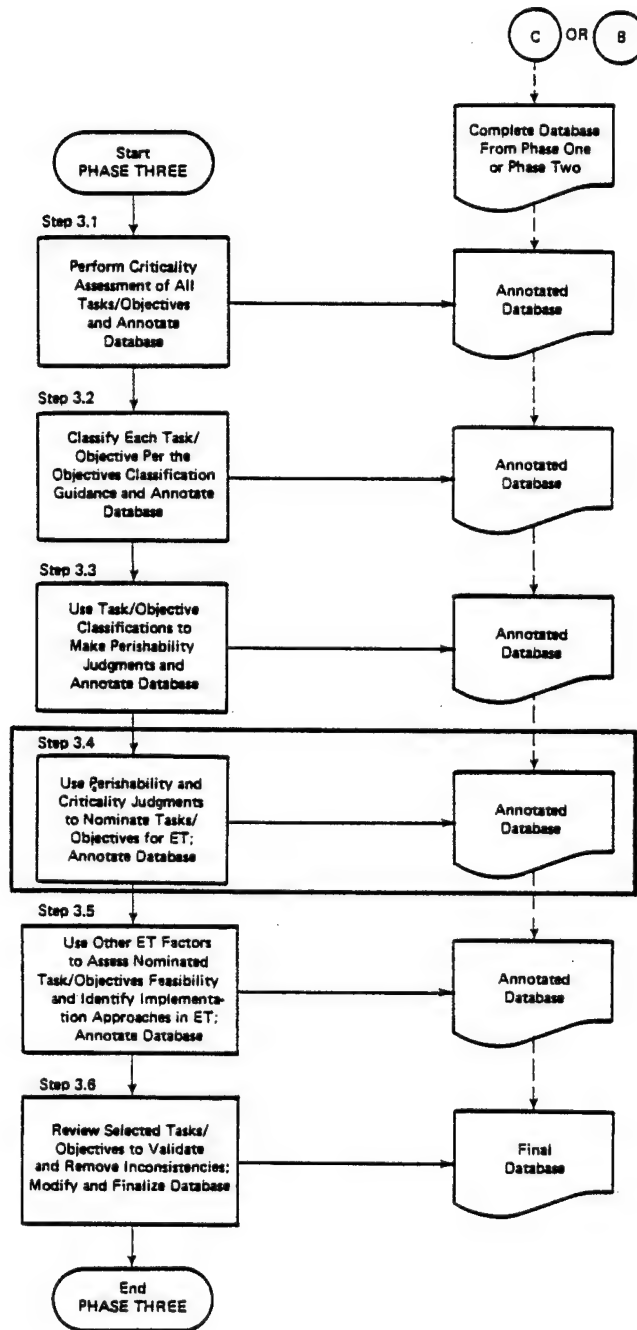 C OR B
Complete Database
From Phase One
or Phase Two
Start
PHASE THREE
Step 3.1
Perform Criticality
Assessment of All
Tasks/Objectives
and Annotate
Database
Annotated
Database
Step 3.2
Classify Each Task/
Objective Per the
Objectives Classification
Guidance and Annotate
Database
Annotated
Database
Step 3.3
Use Task/Objective
Classifications to
Make Perishability
Judgments and
Annotate Database
Annotated
Database
Step 3.4
Use Perishability and
Criticality Judgments
to Nominate Tasks/
Objectives for ET;
Annotate Database
Annotated
Database
Step 3.5
Use Other ET Factors
to Assess Nominated
Task/Objectives Feasibility
and Identify Implementa-
tion Approaches in ET;
Annotate Database
Annotated
Database
Step 3.6
Review Selected Tasks/
Objectives to Validate
and Remove Inconsistencies;
Modify and Finalize Database
Final
Database
End
PHASE THREE